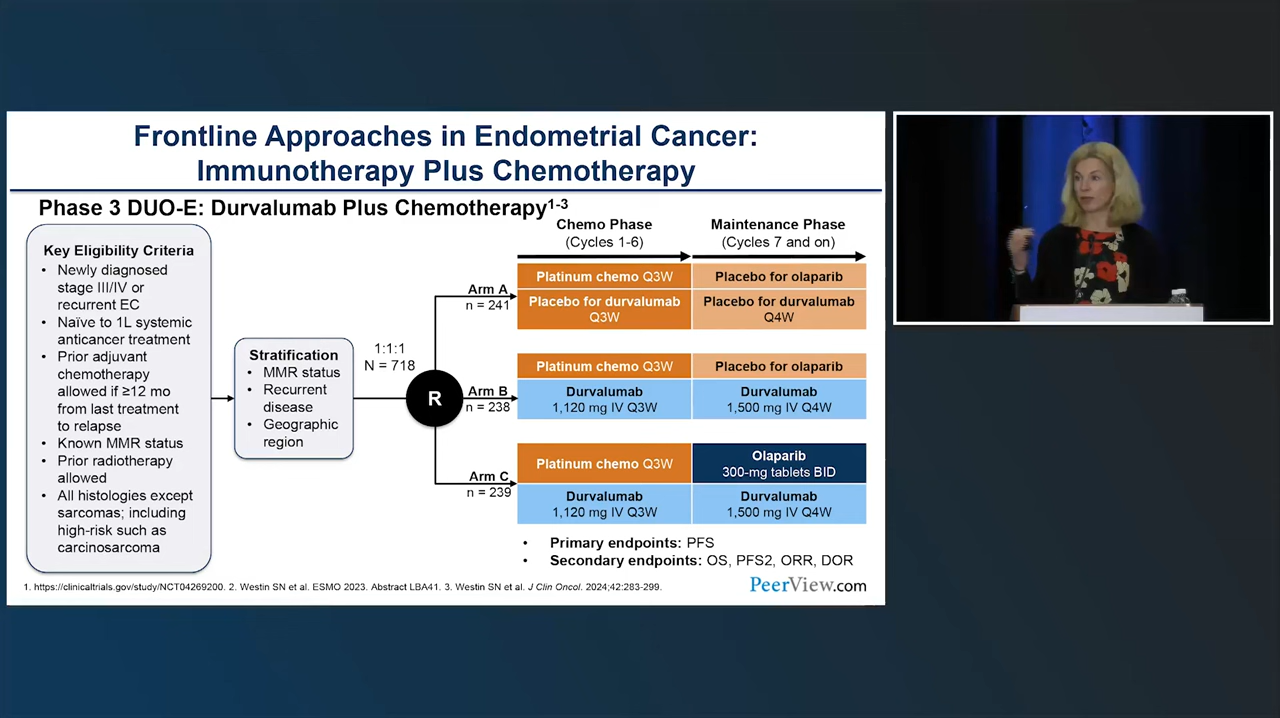 Frontline Approaches in Endometrial Cancer:
Immunotherapy Plus Chemotherapy
Phase 3 DUO-E: Durvalumab Plus Chemotherapy1-3
Key Eligibility Criteria
• Newly diagnosed
stage III/IV or
recurrent EC
• Naïve to 1L systemic
anticancer treatment
• Prior adjuvant
chemotherapy
allowed if ≥12 mo
from last treatment
to relapse
• Known MMR status
• Prior radiotherapy
allowed
• All histologies except
sarcomas; including
high-risk such as
carcinosarcoma
Stratification
• MMR status
• Recurrent
disease
• Geographic
region
1:1:1
N = 718
R
Chemo Phase
(Cycles 1-6)
Maintenance Phase
(Cycles 7 and on)
Arm A
n = 241
Platinum chemo Q3W
Placebo for olaparib
Placebo for durvalumab
Q3W
Placebo for durvalumab
Q4W
Arm B
n = 238
Platinum chemo Q3W
Placebo for olaparib
Durvalumab
1,120 mg IV Q3W
Durvalumab
1,500 mg IV Q4W
Arm C
n = 239
Platinum chemo Q3W
Olaparib
300-mg tablets BID
Durvalumab
1,120 mg IV Q3W
Durvalumab
1,500 mg IV Q4W
• Primary endpoints: PFS
• Secondary endpoints: OS, PFS2, ORR, DOR
1. https://clinicaltrials.gov/study/NCT04269200. 2. Westin SN et al. ESMO 2023. Abstract LBA41. 3. Westin SN et al. J Clin Oncol. 2024;42:283-299.
PeerView.com